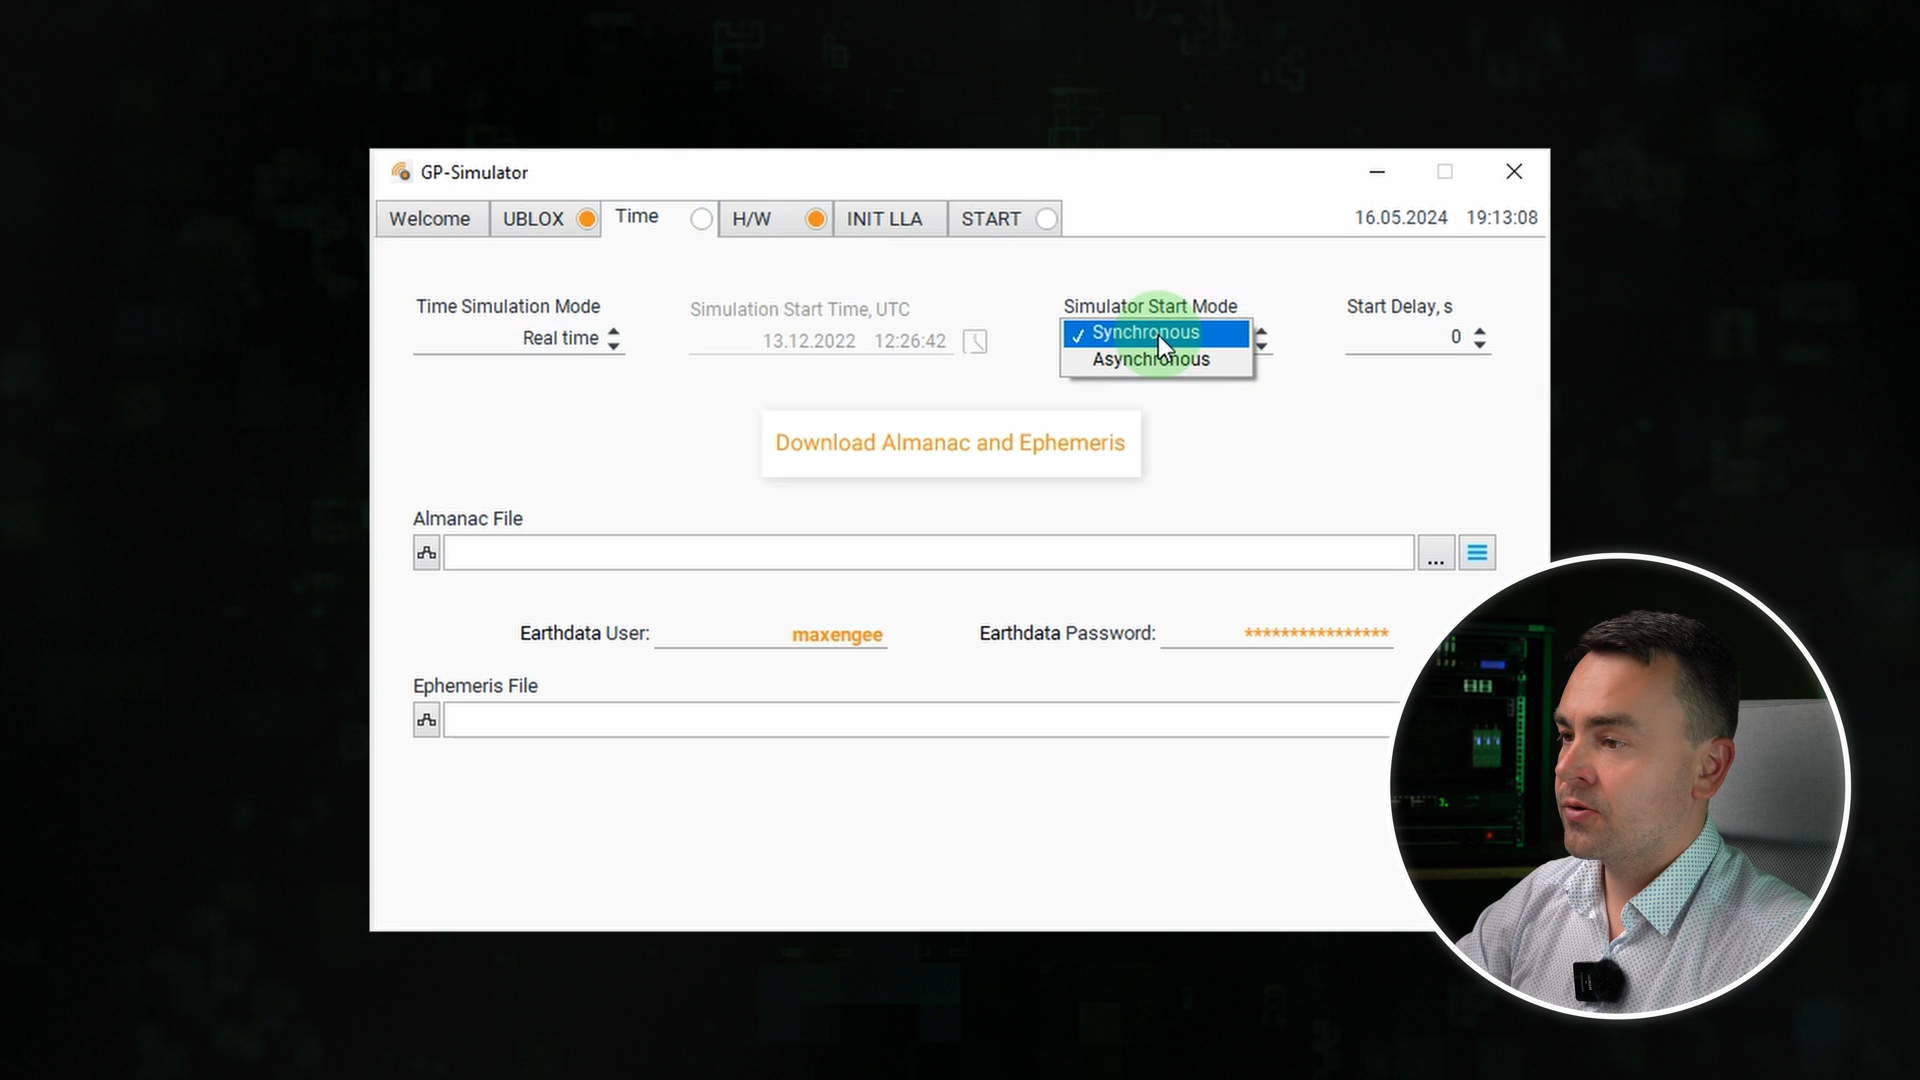 GP-Simulator
Welcome
UBLOX
Time
H/W
INIT LLA
START
16.05.2024 19:13:08
Time Simulation Mode
Real time
Simulation Start Time, UTC
13.12.2022 12:26:42
Simulator Start Mode
✓ Synchronous
Asynchronous
Start Delay, s
0
Download Almanac and Ephemeris
Almanac File
...
Earthdata User: maxengee
Earthdata Password: ****************
Ephemeris File